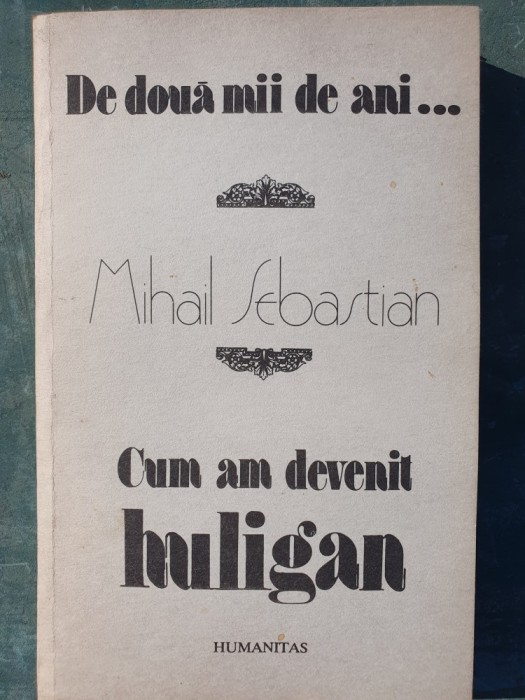 De două mii de ani...
Mihail Sebastian
Cum am devenit
huligan
HUMANITAS